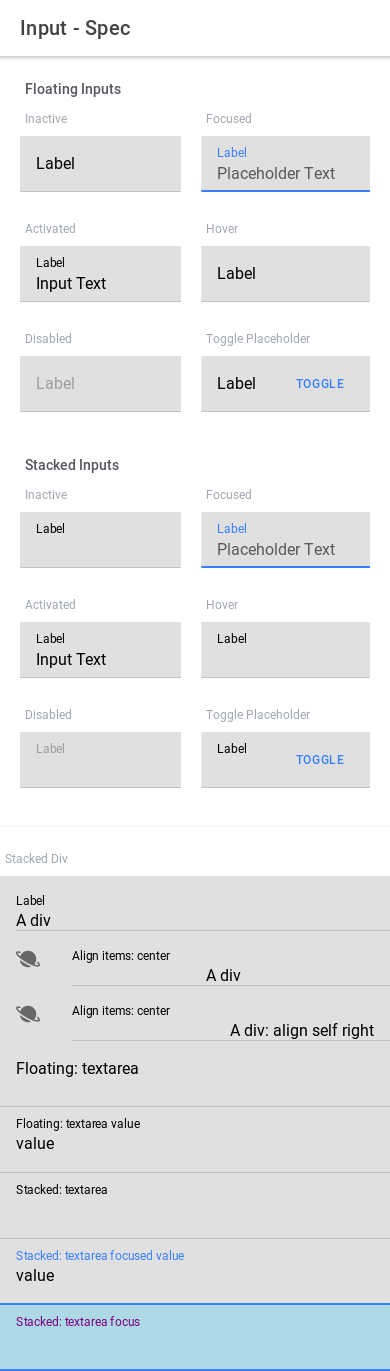 Input - Spec
Floating Inputs
Inactive
Focused
Label
Label
Placeholder Text
Activated
Hover
Label
Input Text
Label
Disabled
Toggle Placeholder
Label
Label
TOGGLE
Stacked Inputs
Inactive
Focused
Label
Label
Placeholder Text
Activated
Hover
Label
Input Text
Label
Disabled
Toggle Placeholder
Label
Label
TOGGLE
Stacked Div
Label
A div
Align items: center
A div
Align items: center
A div: align self right
Floating: textarea
Floating: textarea value
value
Stacked: textarea
Stacked: textarea focused value
value
Stacked: textarea focus